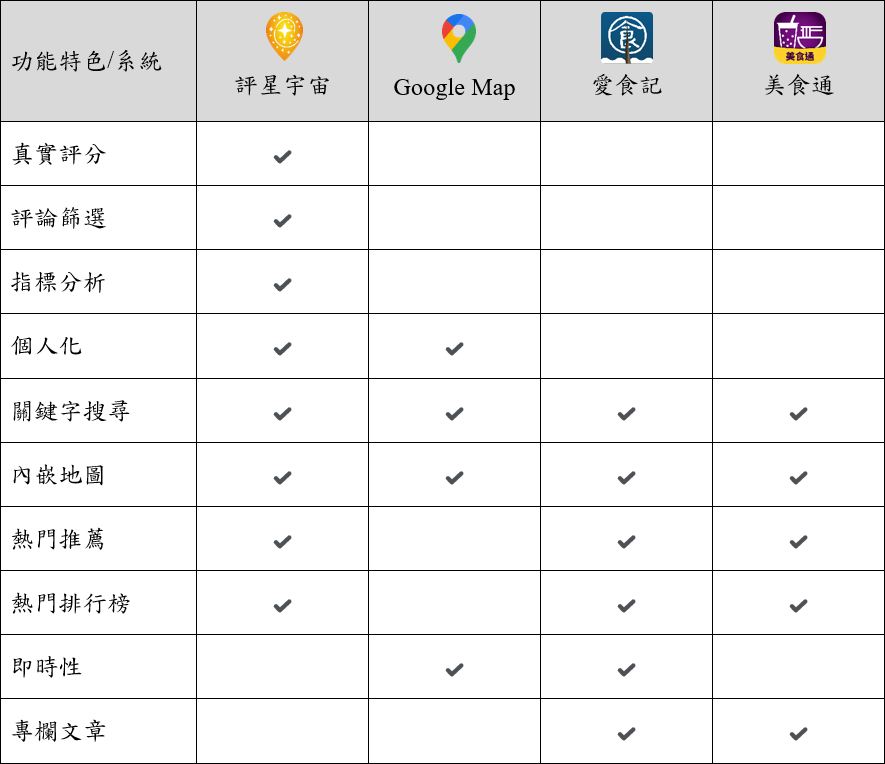 功能特色/系統
評星宇宙
Google Map
愛食記
美食通
美食通
真實評分 ✔
評論篩選 ✔
指標分析 ✔
個人化 ✔ ✔
關鍵字搜尋 ✔ ✔ ✔ ✔
內嵌地圖 ✔ ✔ ✔ ✔
熱門推薦 ✔ ✔ ✔
熱門排行榜 ✔ ✔ ✔
即時性 ✔ ✔
專欄文章 ✔ ✔